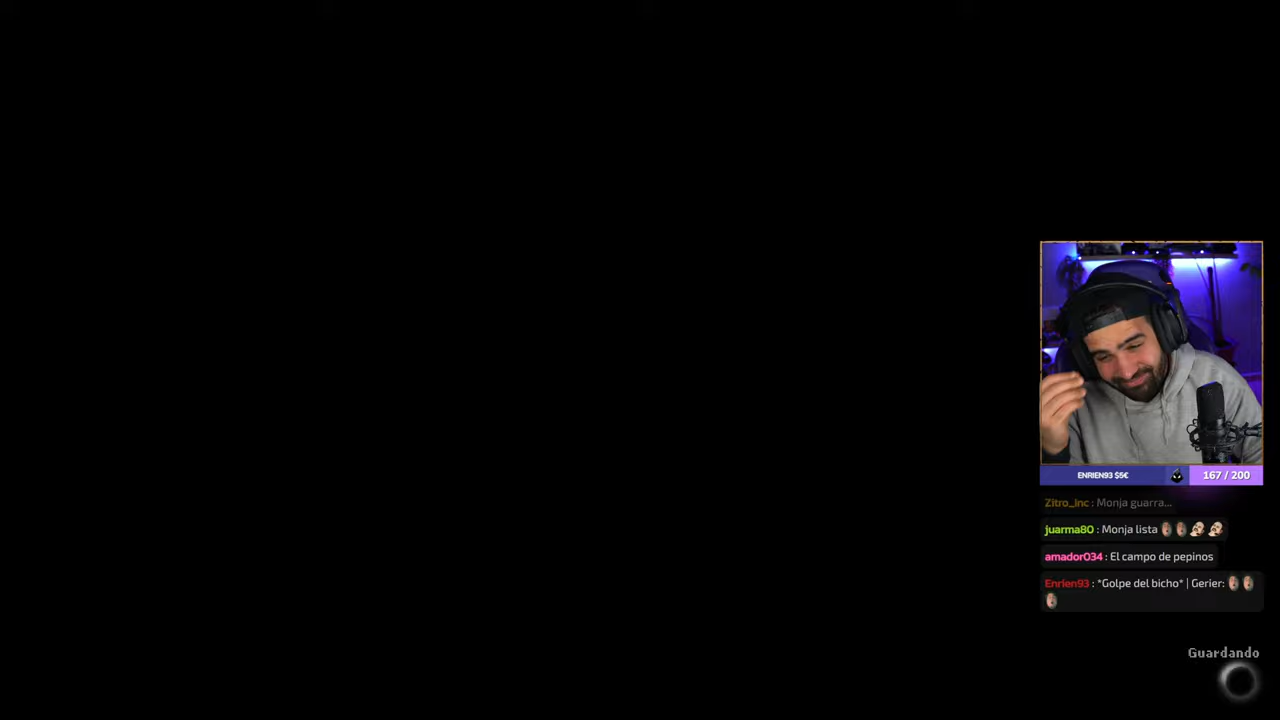 ENRIEN93 $5€
167 / 200
Zitro_Inc : Monja guarra...
juarma80 : Monja lista
amador034 : El campo de pepinos
Enrien93 : *Golpe del bicho* | Gerier:
Guardando